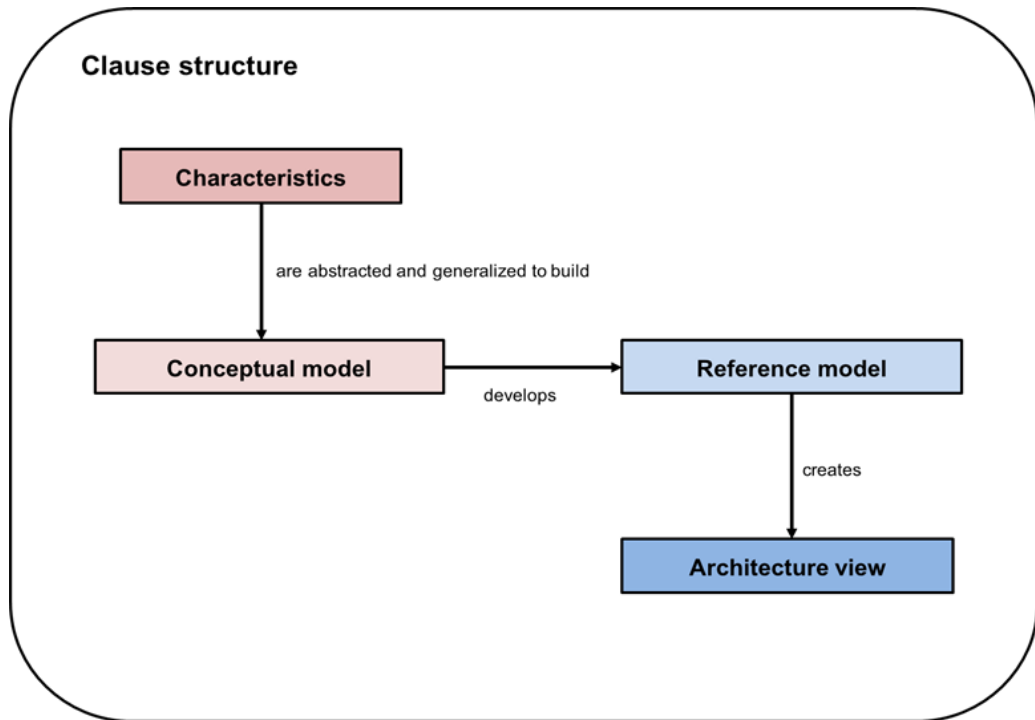 Clause structure
Characteristics
are abstracted and generalized to build
Conceptual model
develops
Reference model
creates
Architecture view